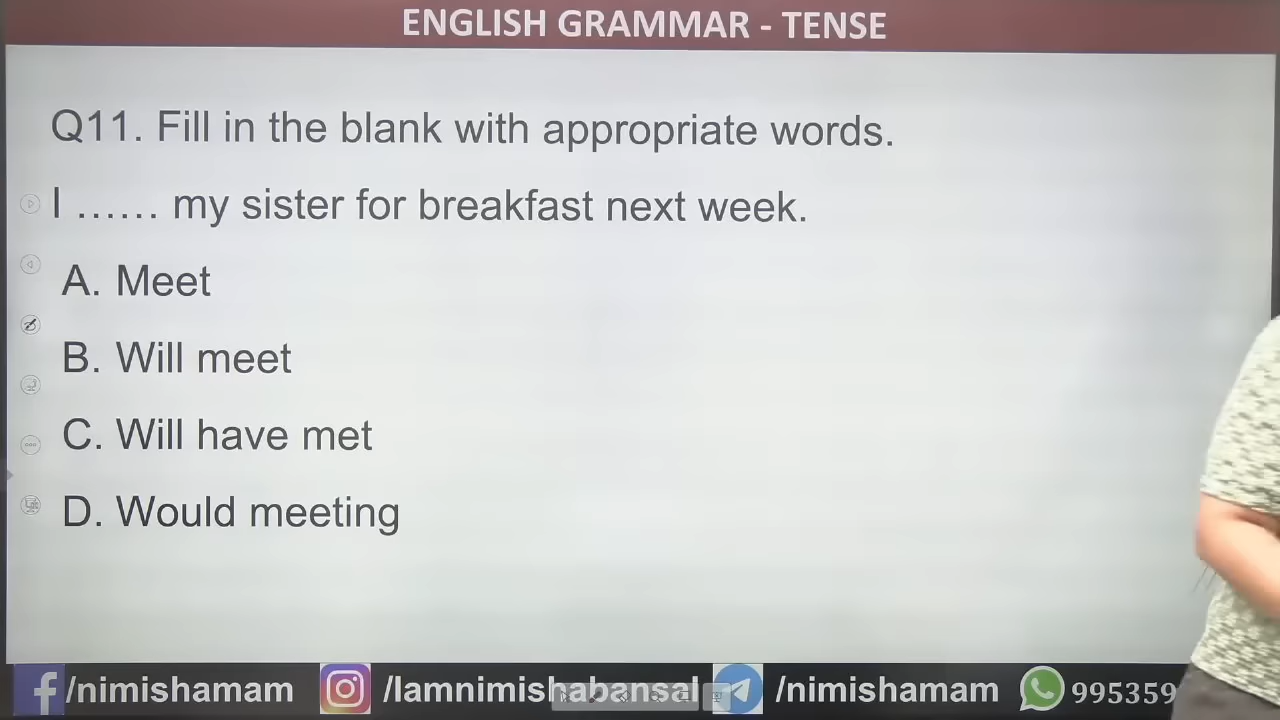 ENGLISH GRAMMAR - TENSE
Q11. Fill in the blank with appropriate words.
I ...... my sister for breakfast next week.
A. Meet
B. Will meet
C. Will have met
D. Would meeting
/nimishamam /Iamnimishabansal /nimishamam 995359